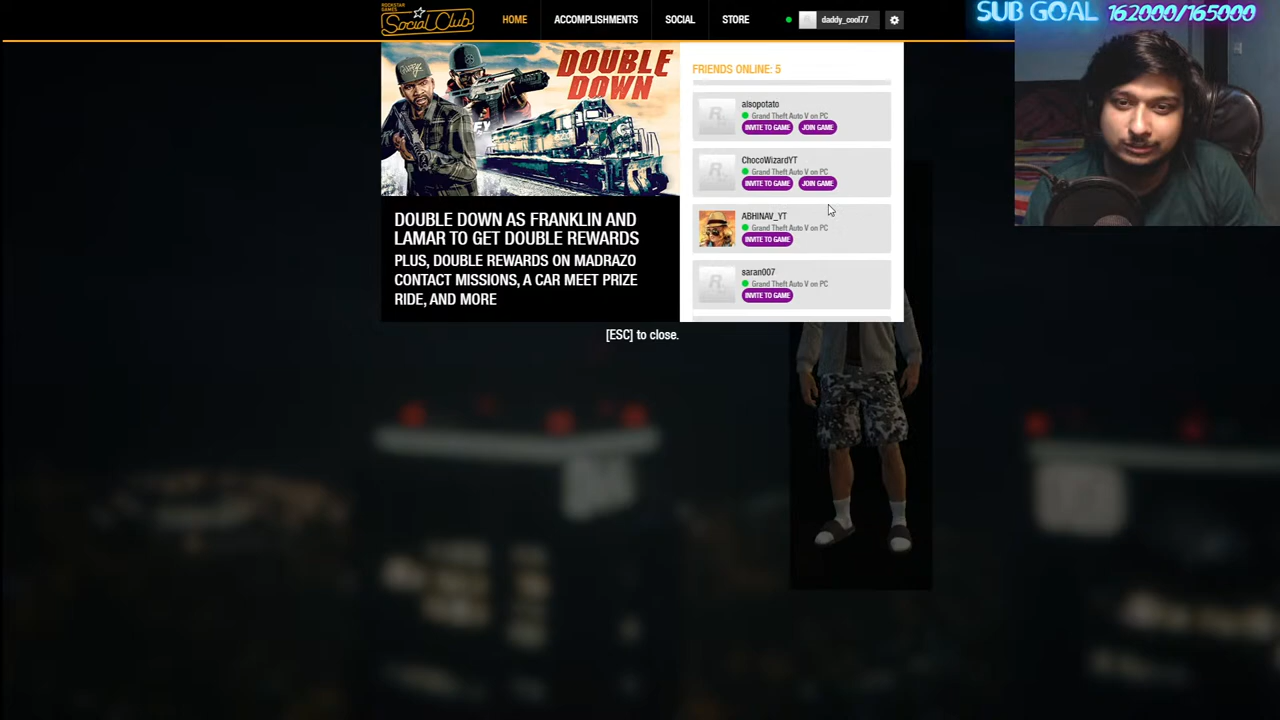 SUB GOAL 162000/165000
ROCKSTAR GAMES
Social Club
HOME
ACCOMPLISHMENTS
SOCIAL
STORE
daddy_cool77
DOUBLE
DOWN
FRIENDS ONLINE: 5
alsopotato
Grand Theft Auto V on PC
INVITE TO GAME
JOIN GAME
ChocoWizardYT
Grand Theft Auto V on PC
INVITE TO GAME
JOIN GAME
ABHiNAV_YT
Grand Theft Auto V on PC
INVITE TO GAME
saran007
Grand Theft Auto V on PC
INVITE TO GAME
DOUBLE DOWN AS FRANKLIN AND
LAMAR TO GET DOUBLE REWARDS
PLUS, DOUBLE REWARDS ON MADRAZO
CONTACT MISSIONS, A CAR MEET PRIZE
RIDE, AND MORE
[ESC] to close.